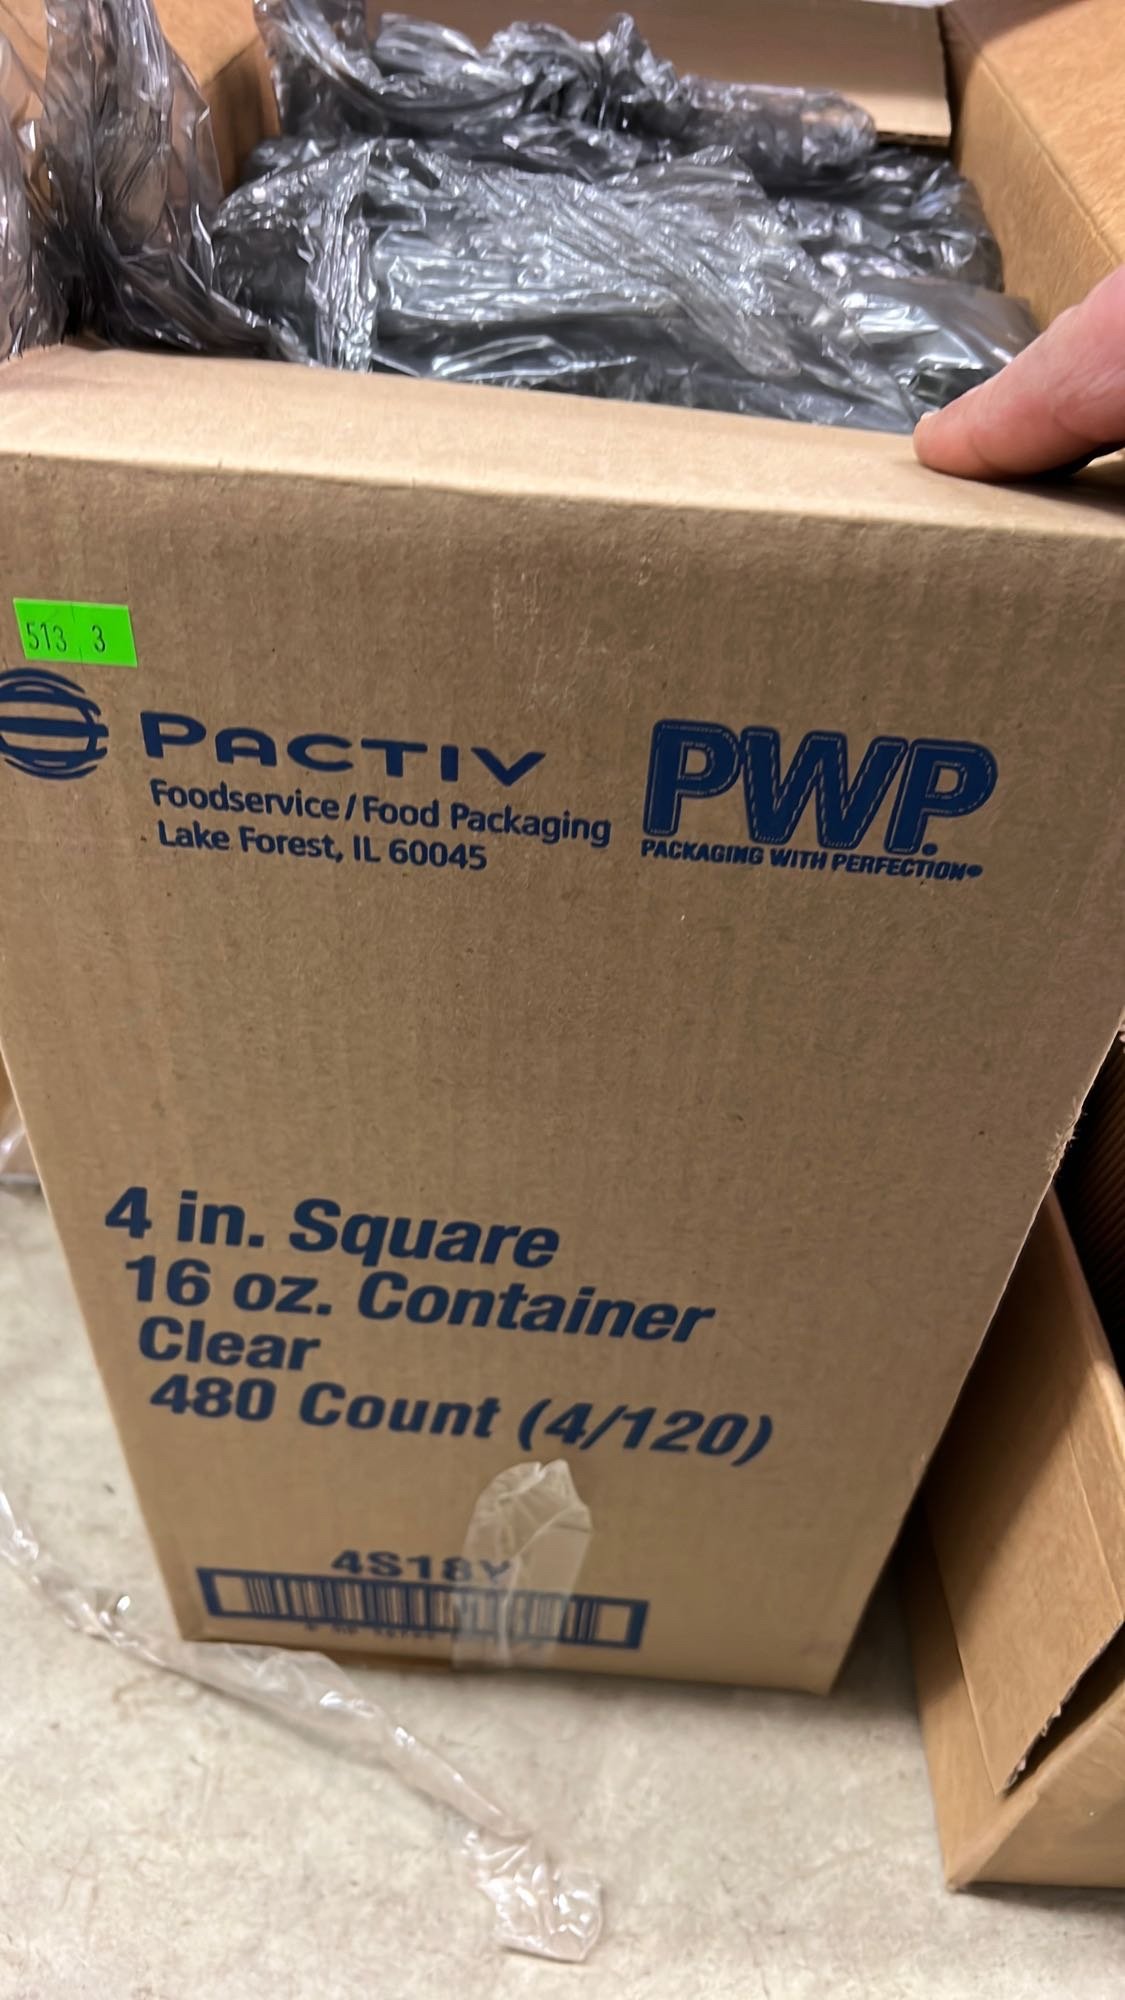 513 3
PACTIV
Foodservice/Food Packaging
Lake Forest, IL 60045
PWP®
PACKAGING WITH PERFECTION®
4 in. Square
16 oz. Container
Clear
480 Count (4/120)
4S18Y